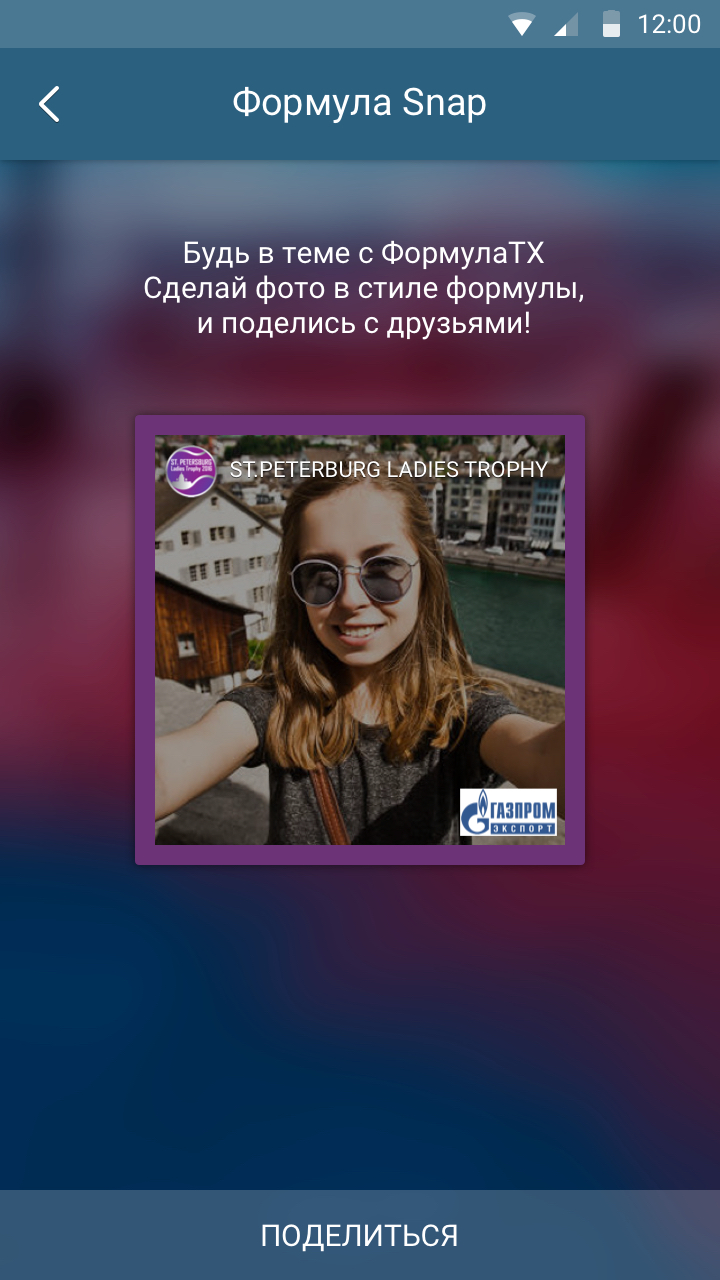 12:00
Формула Snap
Будь в теме с ФормулаТХ
Сделай фото в стиле формулы,
и поделись с друзьями!
ST. PETERSBURG
Ladies Trophy 2016
ST.PETERBURG LADIES TROPHY
ГАЗПРОМ
ЭКСПОРТ
ПОДЕЛИТЬСЯ